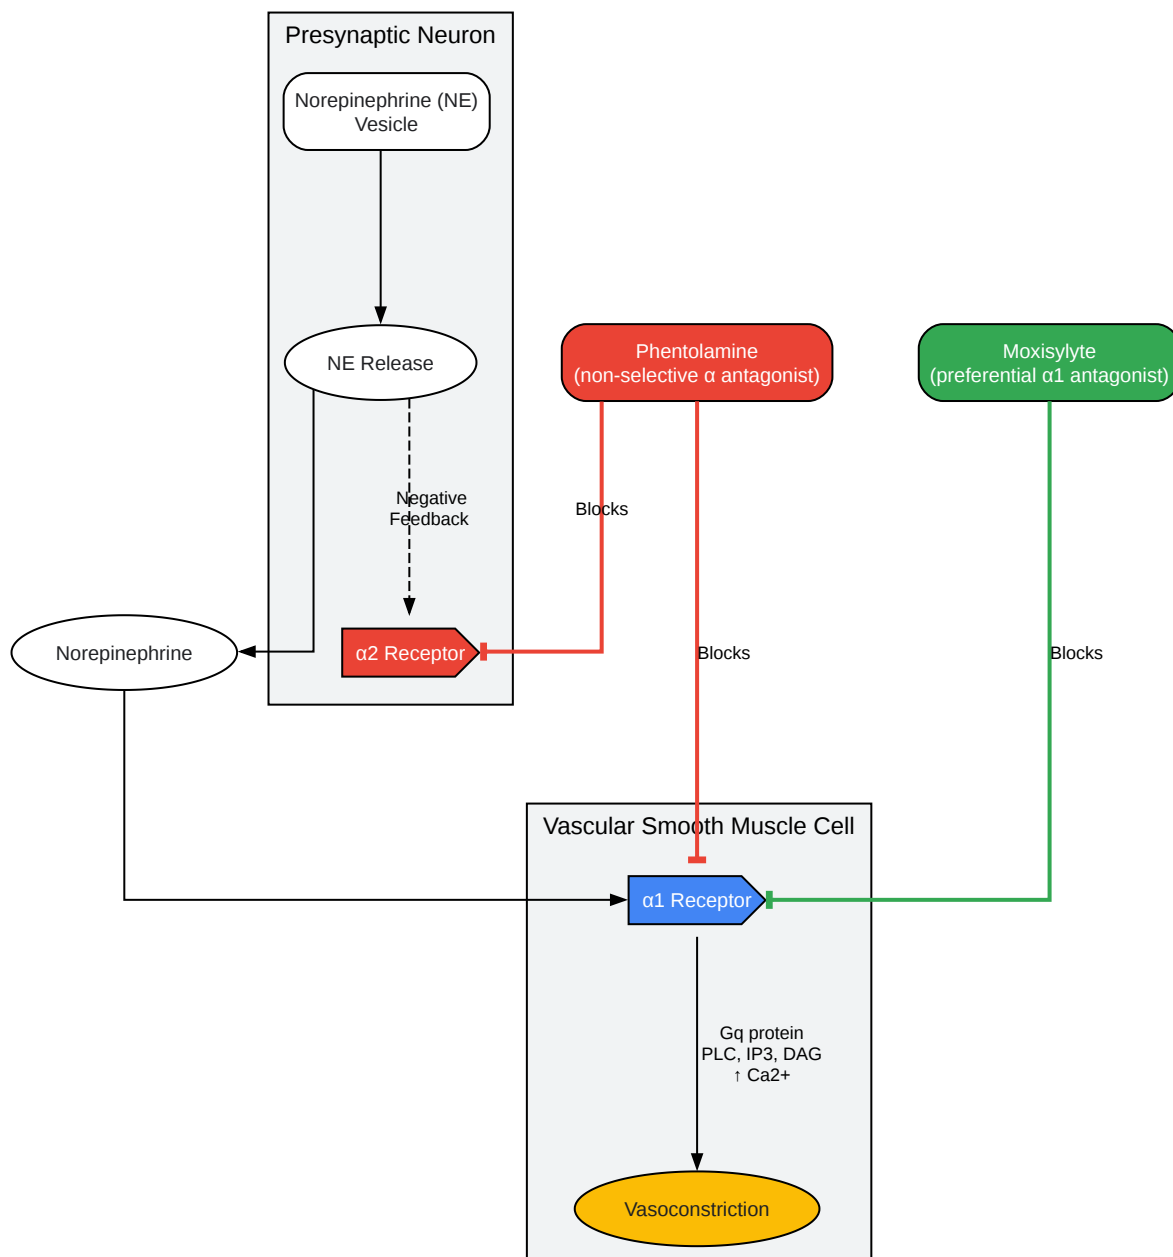 Presynaptic Neuron
Norepinephrine (NE)
Vesicle
NE Release
Phentolamine
(non-selective α antagonist)
Moxisylyte
(preferential α1 antagonist)
Negative
Feedback
Blocks
Norepinephrine
α2 Receptor
Blocks
Blocks
Vascular Smooth Muscle Cell
α1 Receptor
Gq protein
PLC, IP3, DAG
↑ Ca2+
Vasoconstriction